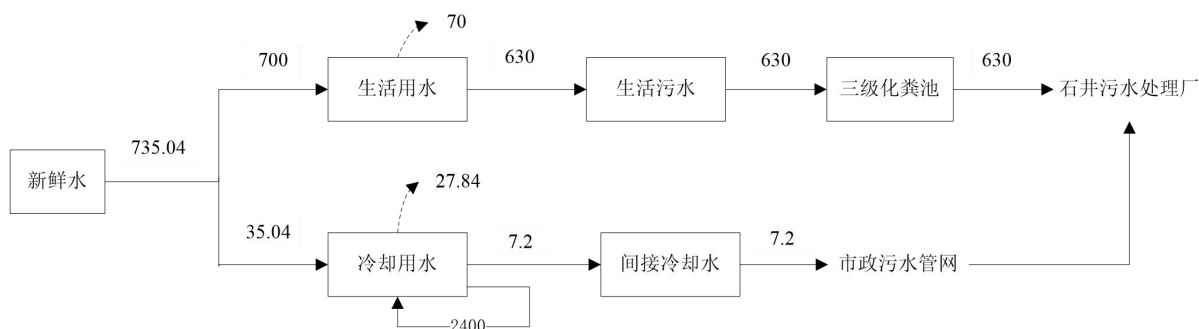 70
700
生活用水
630
生活污水
630
三级化粪池
630
石井污水处理厂
735.04
新鲜水
27.84
35.04
冷却用水
7.2
间接冷却水
7.2
市政污水管网
2400